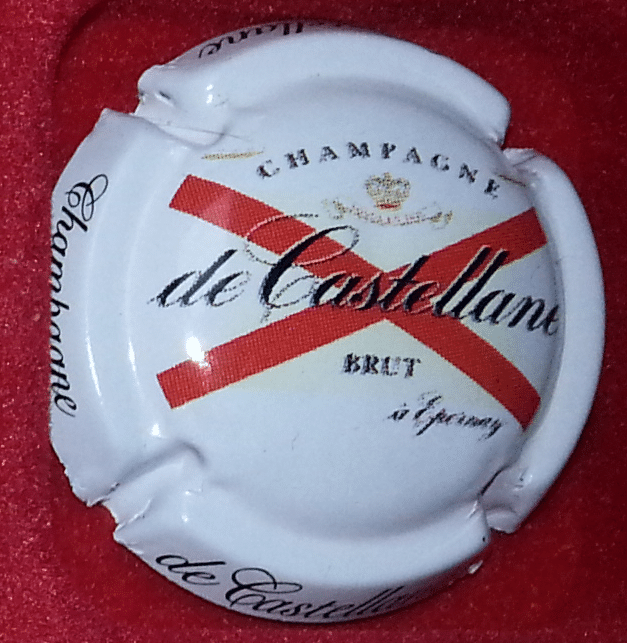 CHAMPAGNE
de Castellane
BRUT
à Epernay
Champagne
de Castellane